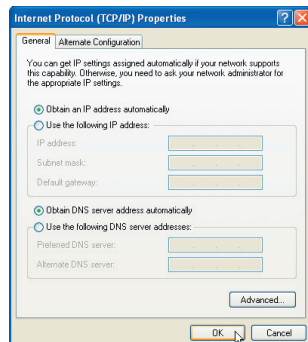 Internet Protocol (TCP/IP) Properties
General
Alternate Configuration
You can get IP settings assigned automatically if your network supports
this capability. Otherwise, you need to ask your network administrator for
the appropriate IP settings.
Obtain an IP address automatically
Use the following IP address:
IP address:
Subnet mask:
Default gateway:
Obtain DNS server address automatically
Use the following DNS server addresses:
Preferred DNS server:
Alternate DNS server:
Advanced...
OK
Cancel